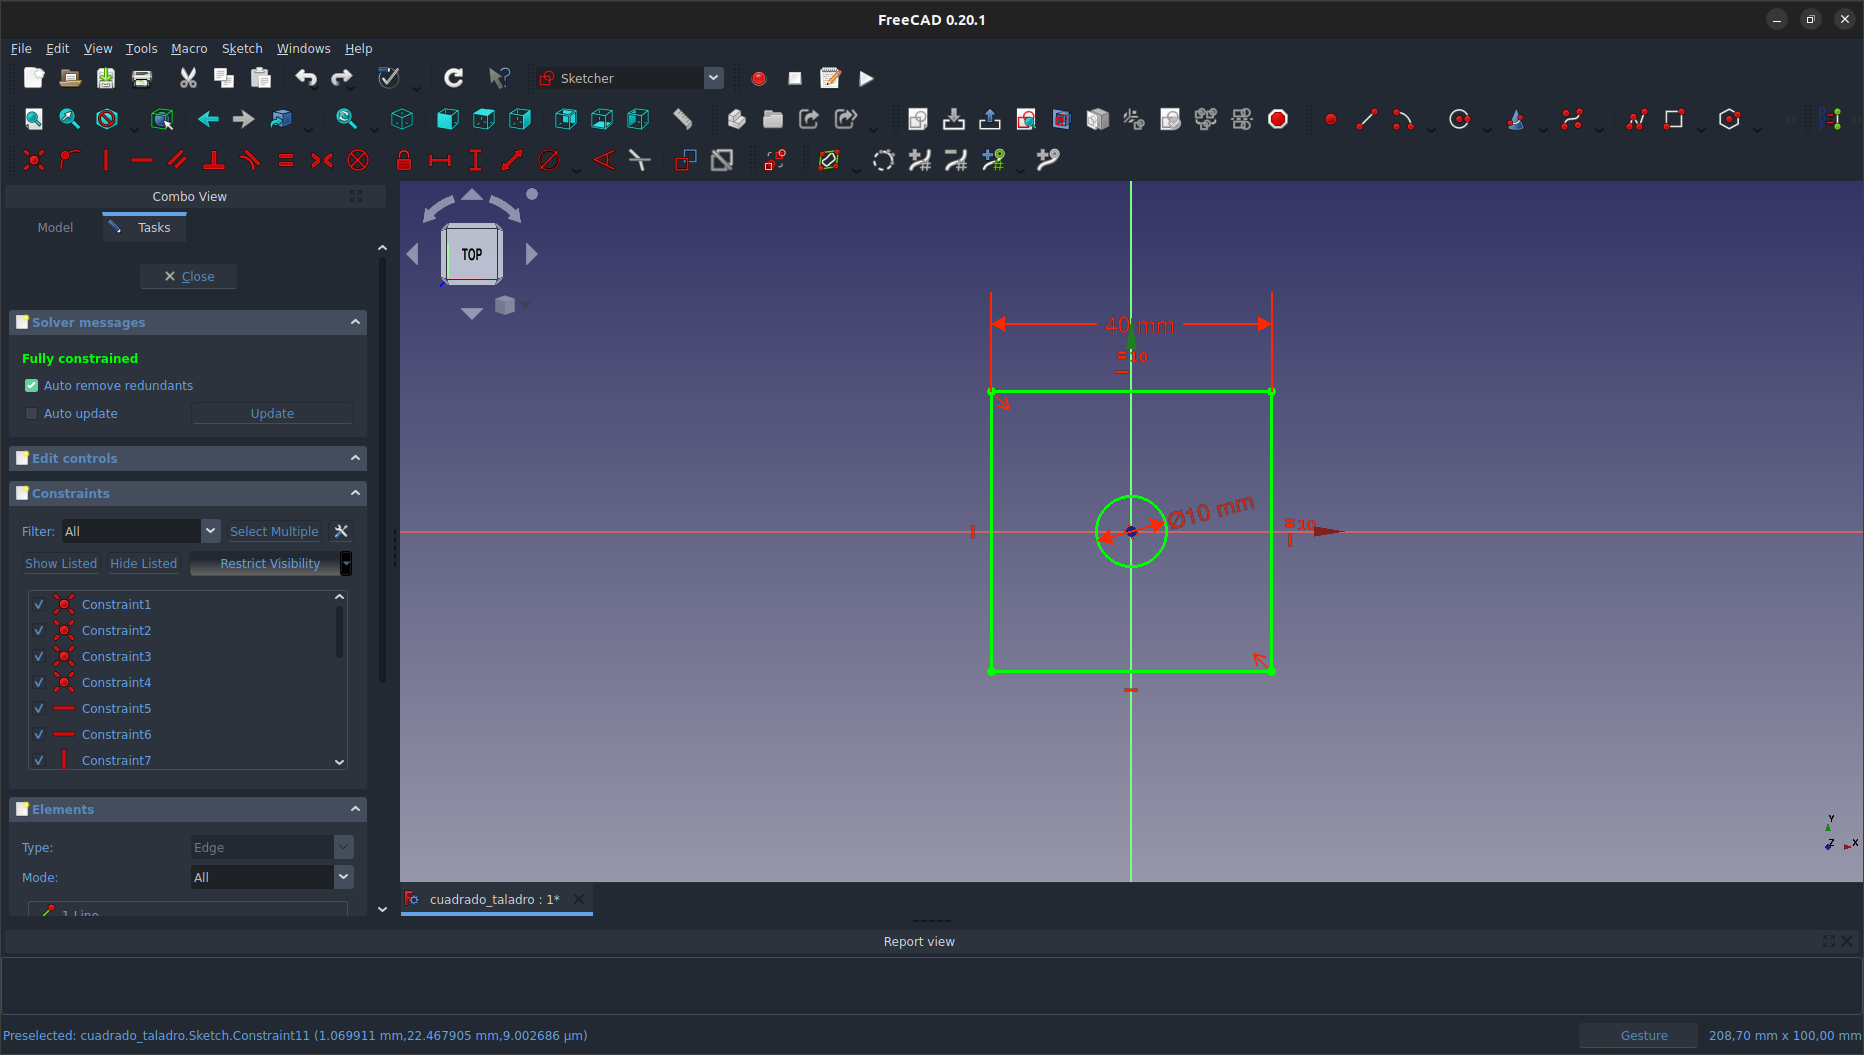 FreeCAD 0.20.1
File Edit View Tools Macro Sketch Windows Help
Sketcher
Combo View
Model Tasks
Close
Solver messages
Fully constrained
Auto remove redundants
Auto update Update
Edit controls
Constraints
Filter: All Select Multiple
Show Listed Hide Listed Restrict Visibility
Constraint1
Constraint2
Constraint3
Constraint4
Constraint5
Constraint6
Constraint7
Elements
Type: Edge
Mode: All
1-Line
TOP
40 mm
=10
Ø10 mm
=10
Y
Z X
cuadrado_taladro : 1*
Report view
Preselected: cuadrado_taladro.Sketch.Constraint11 (1.069911 mm,22.467905 mm,9.002686 µm)
Gesture 208,70 mm x 100,00 mm